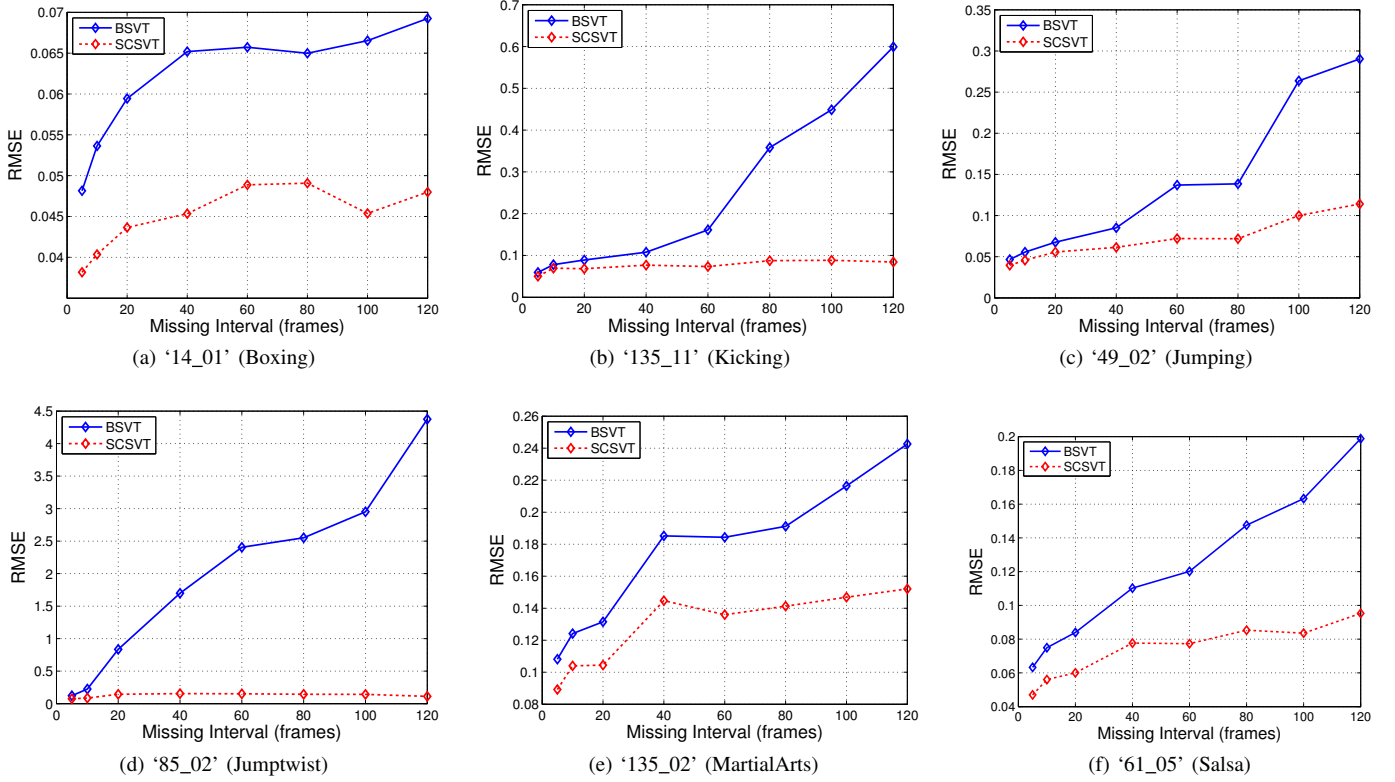 BSVT
SCSVT
0.065
0.06
0.055
0.05
0.045
0.04
RMSE
0 20 40 60 80 100 120
Missing Interval (frames)
(a) ‘14_01’ (Boxing)
BSVT
SCSVT
0.7
0.6
0.5
0.4
0.3
0.2
0.1
0
RMSE
0 20 40 60 80 100 120
Missing Interval (frames)
(b) ‘135_11’ (Kicking)
BSVT
SCSVT
0.35
0.3
0.25
0.2
0.15
0.1
0.05
0
RMSE
0 20 40 60 80 100 120
Missing Interval (frames)
(c) ‘49_02’ (Jumping)
BSVT
SCSVT
4.5
4
3.5
3
2.5
2
1.5
1
0.5
0
RMSE
0 20 40 60 80 100 120
Missing Interval (frames)
(d) ‘85_02’ (Jumptwist)
BSVT
SCSVT
0.26
0.24
0.22
0.2
0.18
0.16
0.14
0.12
0.1
0.08
RMSE
0 20 40 60 80 100 120
Missing Interval (frames)
(e) ‘135_02’ (MartialArts)
BSVT
SCSVT
0.2
0.18
0.16
0.14
0.12
0.1
0.08
0.06
0.04
RMSE
0 20 40 60 80 100 120
Missing Interval (frames)
(f) ‘61_05’ (Salsa)